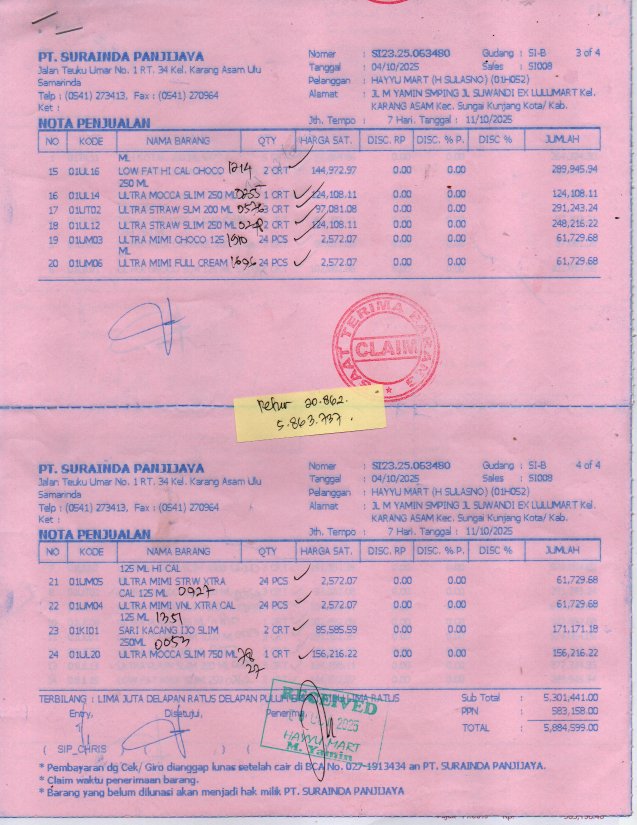 PT. SURAINDA PANJIJAYA
Jalan Teuku Umar No. 1 RT. 34 Kel. Karang Asam Ulu
Samarinda
Telp : (0541) 273413, Fax : (0541) 270964
Ket :
Nomor : SI23.25.063480 Gudang : SI-B 3 of 4
Tanggal : 04/10/2025 Sales : SI008
Pelanggan : HAYYU MART (H SULASNO) (01H052)
Alamat : JL M YAMIN SMPING JL SUWANDI EX LULUMART Kel.
KARANG ASAM Kec. Sungai Kunjang Kota/ Kab.
NOTA PENJUALAN Jth. Tempo : 7 Hari. Tanggal : 11/10/2025
NO KODE NAMA BARANG QTY HARGA SAT. DISC. RP DISC. % P. DISC % JUMLAH
ML
15 01UL16 LOW FAT HI CAL CHOCO 1214 2 CRT 144,972.97 0.00 0.00 289,945.94
250 ML
16 01UL14 ULTRA MOCCA SLIM 250 ML 1 CRT 124,108.11 0.00 0.00 124,108.11
17 01UT02 ULTRA STRAW SLM 200 ML 3 CRT 97,081.08 0.00 0.00 291,243.24
18 01UL12 ULTRA STRAW SLIM 250 ML 2 CRT 124,108.11 0.00 0.00 248,216.22
19 01UM03 ULTRA MIMI CHOCO 125 1910 24 PCS 2,572.07 0.00 0.00 61,729.68
ML
20 01UM06 ULTRA MIMI FULL CREAM 1696 24 PCS 2,572.07 0.00 0.00 61,729.68
SAAT TERIMA BARANG
CLAIM
retur 20.862.
5.863.737.
PT. SURAINDA PANJIJAYA
Jalan Teuku Umar No. 1 RT. 34 Kel. Karang Asam Ulu
Samarinda
Telp : (0541) 273413, Fax : (0541) 270964
Ket :
Nomor : SI23.25.063480 Gudang : SI-B 4 of 4
Tanggal : 04/10/2025 Sales : SI008
Pelanggan : HAYYU MART (H SULASNO) (01H052)
Alamat : JL M YAMIN SMPING JL SUWANDI EX LULUMART Kel.
KARANG ASAM Kec. Sungai Kunjang Kota/ Kab.
NOTA PENJUALAN Jth. Tempo : 7 Hari. Tanggal : 11/10/2025
NO KODE NAMA BARANG QTY HARGA SAT. DISC. RP DISC. % P. DISC % JUMLAH
125 ML HI CAL
21 01UM05 ULTRA MIMI STRW XTRA 24 PCS 2,572.07 0.00 0.00 61,729.68
CAL 125 ML 0927
22 01UM04 ULTRA MIMI VNL XTRA CAL 24 PCS 2,572.07 0.00 0.00 61,729.68
125 ML 1351
23 01KI01 SARI KACANG IJO SLIM 2 CRT 85,585.59 0.00 0.00 171,171.18
250ML 0053
24 01UL20 ULTRA MOCCA SLIM 750 ML 78 1 CRT 156,216.22 0.00 0.00 156,216.22
27
TERBILANG : LIMA JUTA DELAPAN RATUS DELAPAN PULUH LIMA RATUS
Sub Total : 5,301,441.00
PPN : 583,158.00
TOTAL : 5,884,599.00
Entry, Disetujui, Penerima,
RECEIVED
2025
HAYYU MART
M. Yamin
( SIP_CHRIS ) ( ) ( )
* Pembayaran dg Cek/ Giro dianggap lunas setelah cair di BCA No. 027-1913434 an PT. SURAINDA PANJIJAYA.
* Claim waktu penerimaan barang.
* Barang yang belum dilunasi akan menjadi hak milik PT. SURAINDA PANJIJAYA